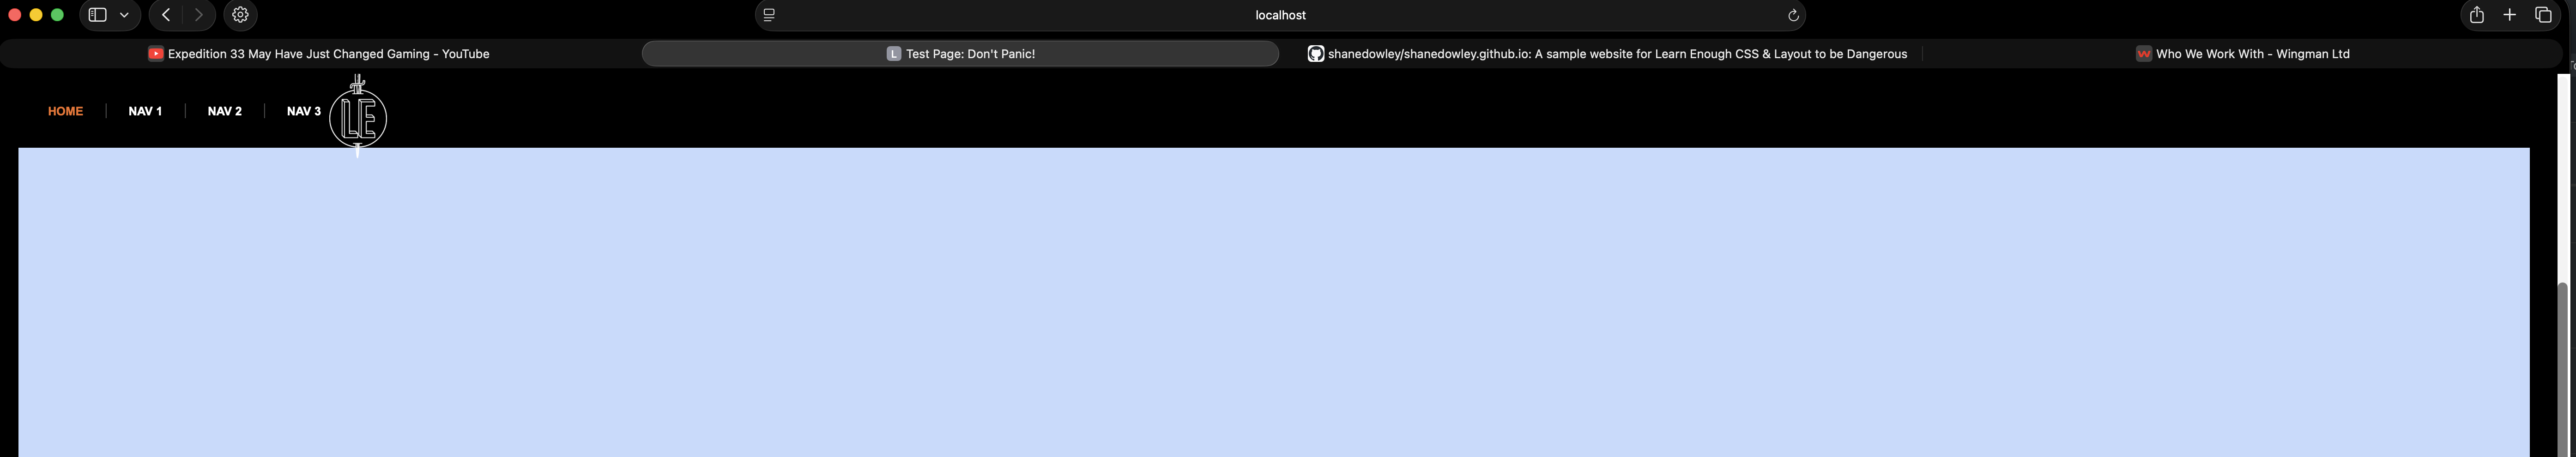 localhost
Expedition 33 May Have Just Changed Gaming - YouTube
L Test Page: Don't Panic!
shanedowley/shanedowley.github.io: A sample website for Learn Enough CSS & Layout to be Dangerous
Who We Work With - Wingman Ltd
HOME NAV 1 NAV 2 NAV 3
LE